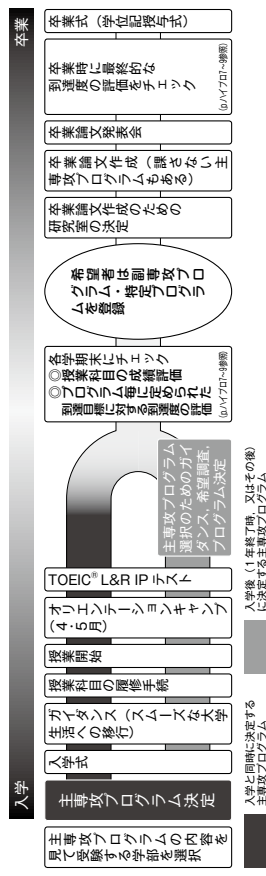 入学
卒業
主専攻プログラムの内容を
見て受験する学部を選択
主専攻プログラム決定
入学式
ガイダンス(スムーズな大学
生活への移行)
授業科目の履修手続
授業開始
オリエンテーションキャンプ
(4・5月)
TOEIC® L&R IP テスト
主専攻プログラム
選択のためのガイ
ダンス,希望調査,
プログラム決定
各学期末にチェック
◎授業科目の成績評価
◎プログラム毎に定められた
到達目標に対する到達度の評価
(p.ハイプロ7~9参照)
希望者は副専攻プロ
グラム・特定プログラ
ムを登録
卒業論文作成のための
研究室の決定
卒業論文作成(課さない主
専攻プログラムもある)
卒業論文発表会
卒業時に最終的な
到達度の評価をチェック
(p.ハイプロ7~9参照)
卒業式(学位記授与式)
入学と同時に決定する
主専攻プログラム
入学後(1年終了時,又はその後)
に決定する主専攻プログラム